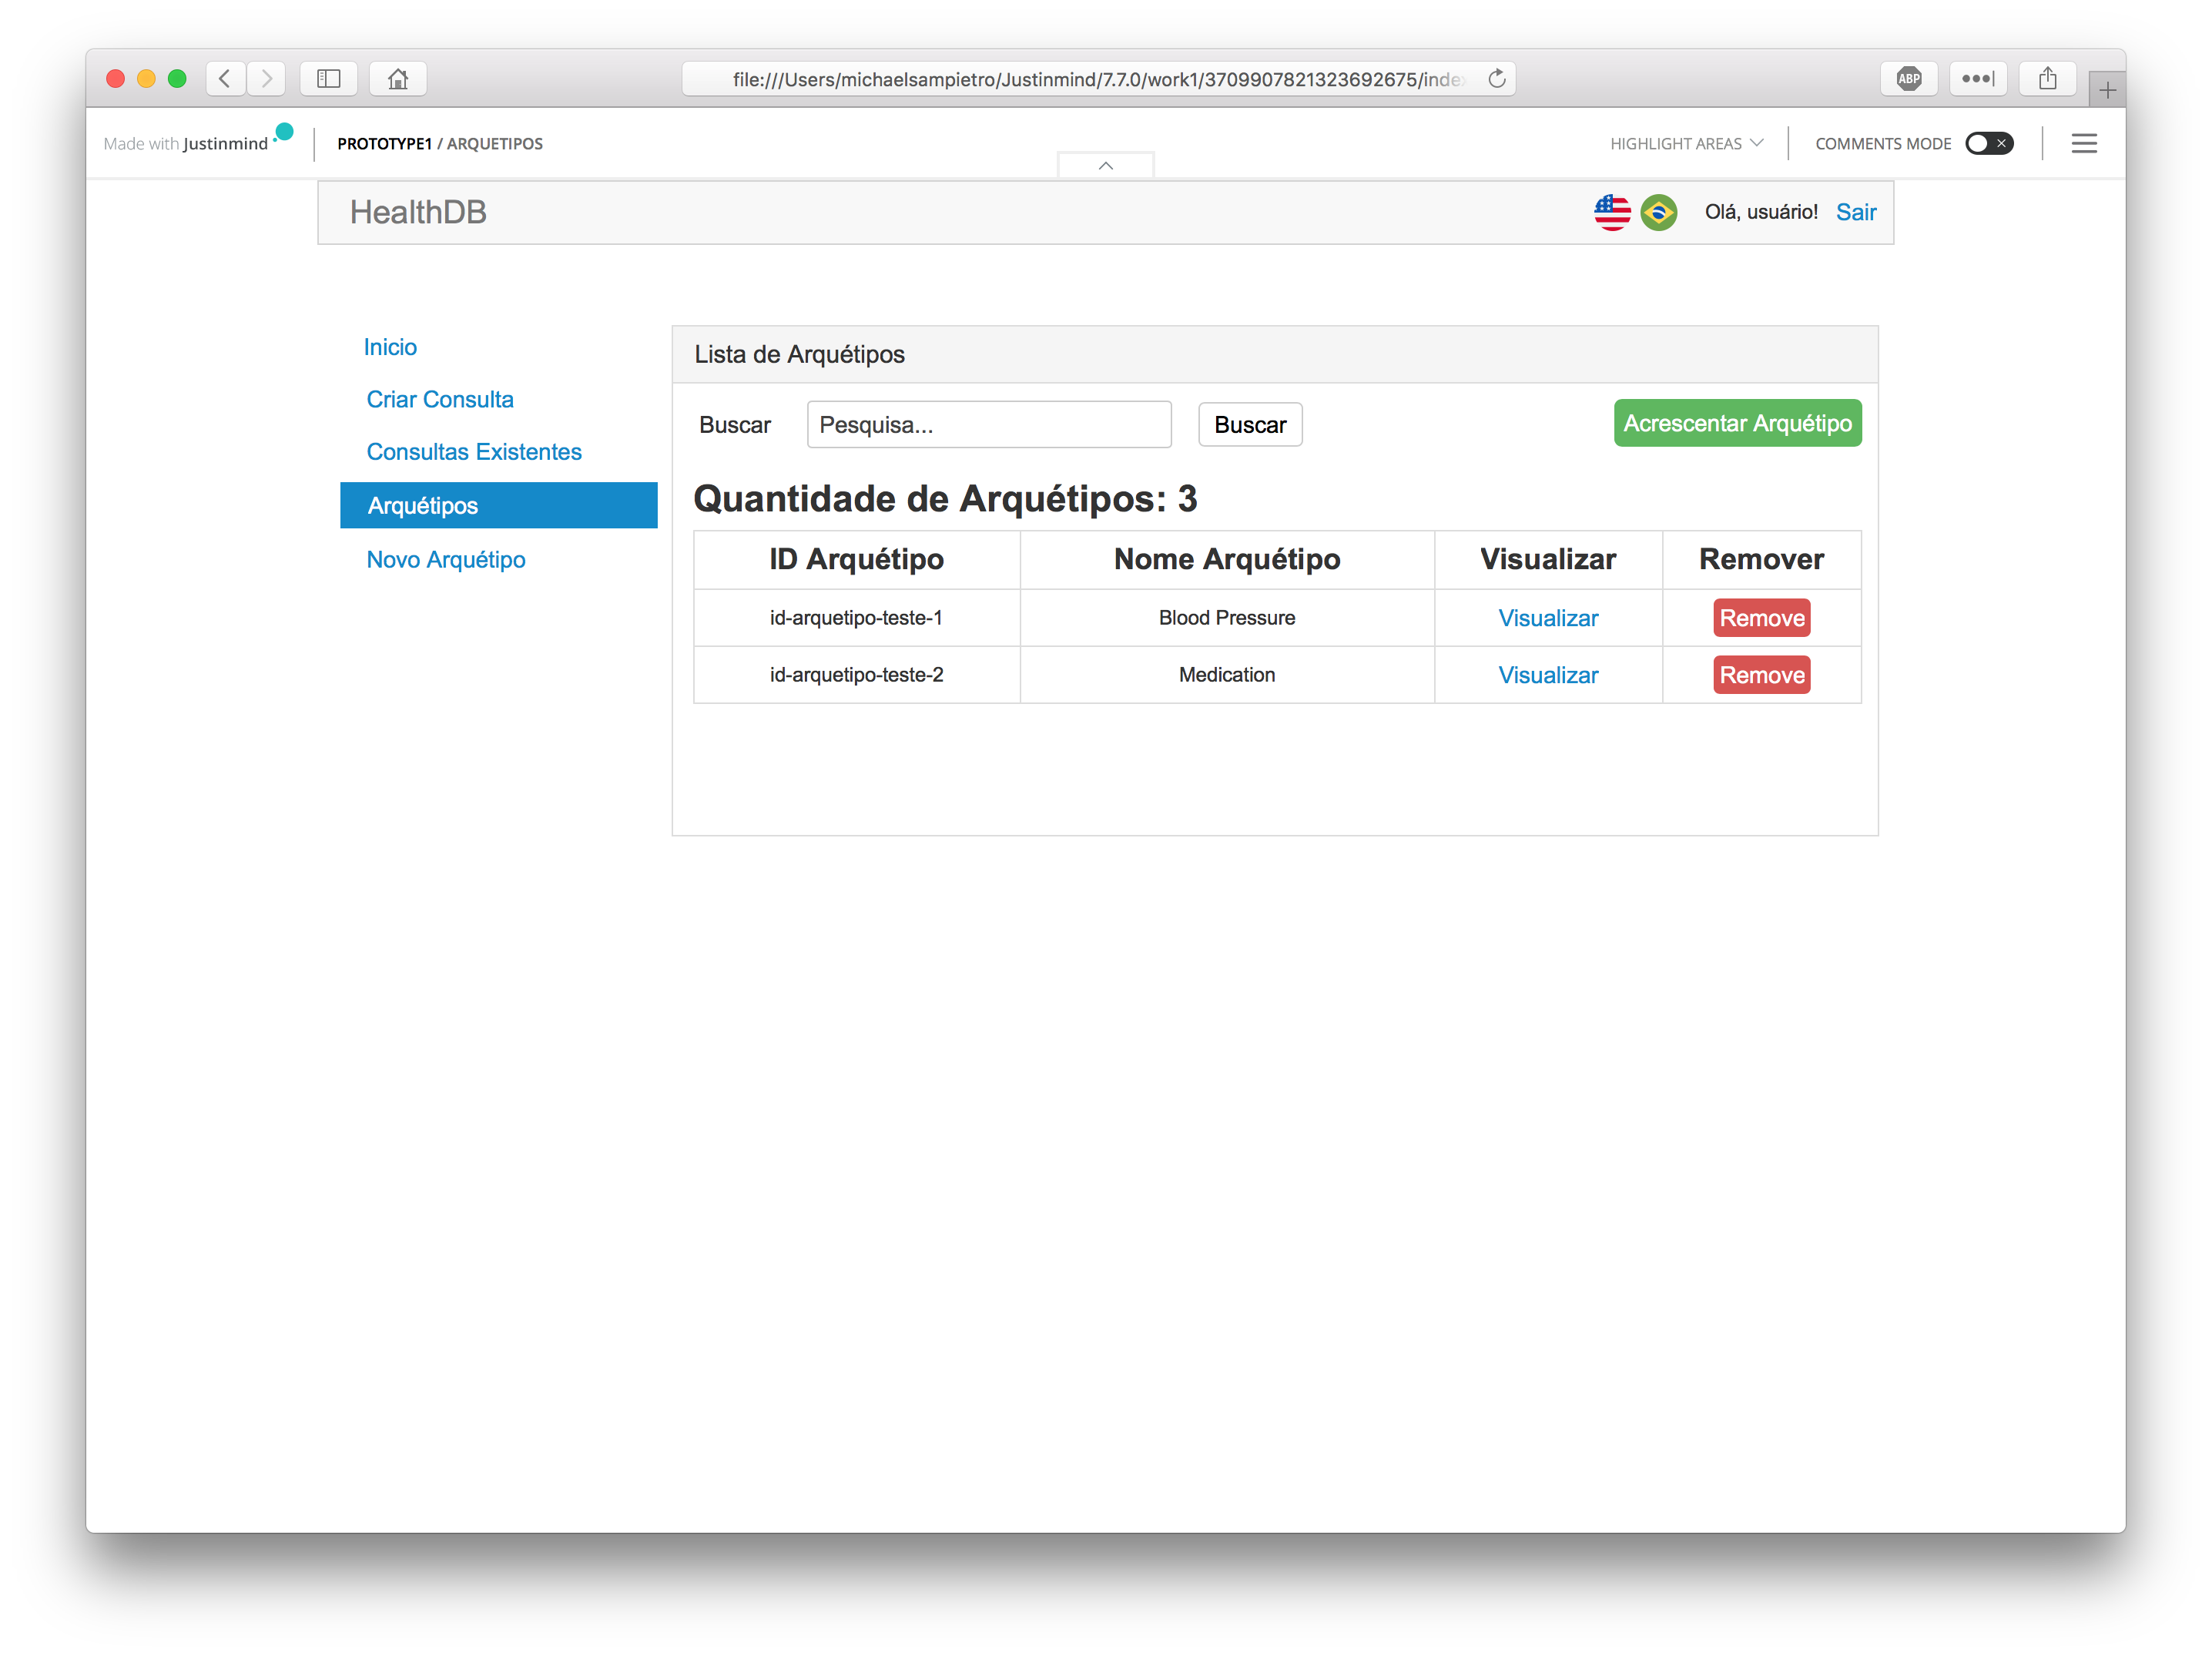 file:///Users/michaelsampietro/Justinmind/7.7.0/work1/3709907821323692675/index
ABP
Made with Justinmind
PROTOTYPE1 / ARQUETIPOS
HIGHLIGHT AREAS
COMMENTS MODE
HealthDB
Olá, usuário! Sair
Inicio
Criar Consulta
Consultas Existentes
Arquétipos
Novo Arquétipo
Lista de Arquétipos
Buscar Pesquisa... Buscar Acrescentar Arquétipo
Quantidade de Arquétipos: 3
ID Arquétipo Nome Arquétipo Visualizar Remover
id-arquetipo-teste-1 Blood Pressure Visualizar Remove
id-arquetipo-teste-2 Medication Visualizar Remove